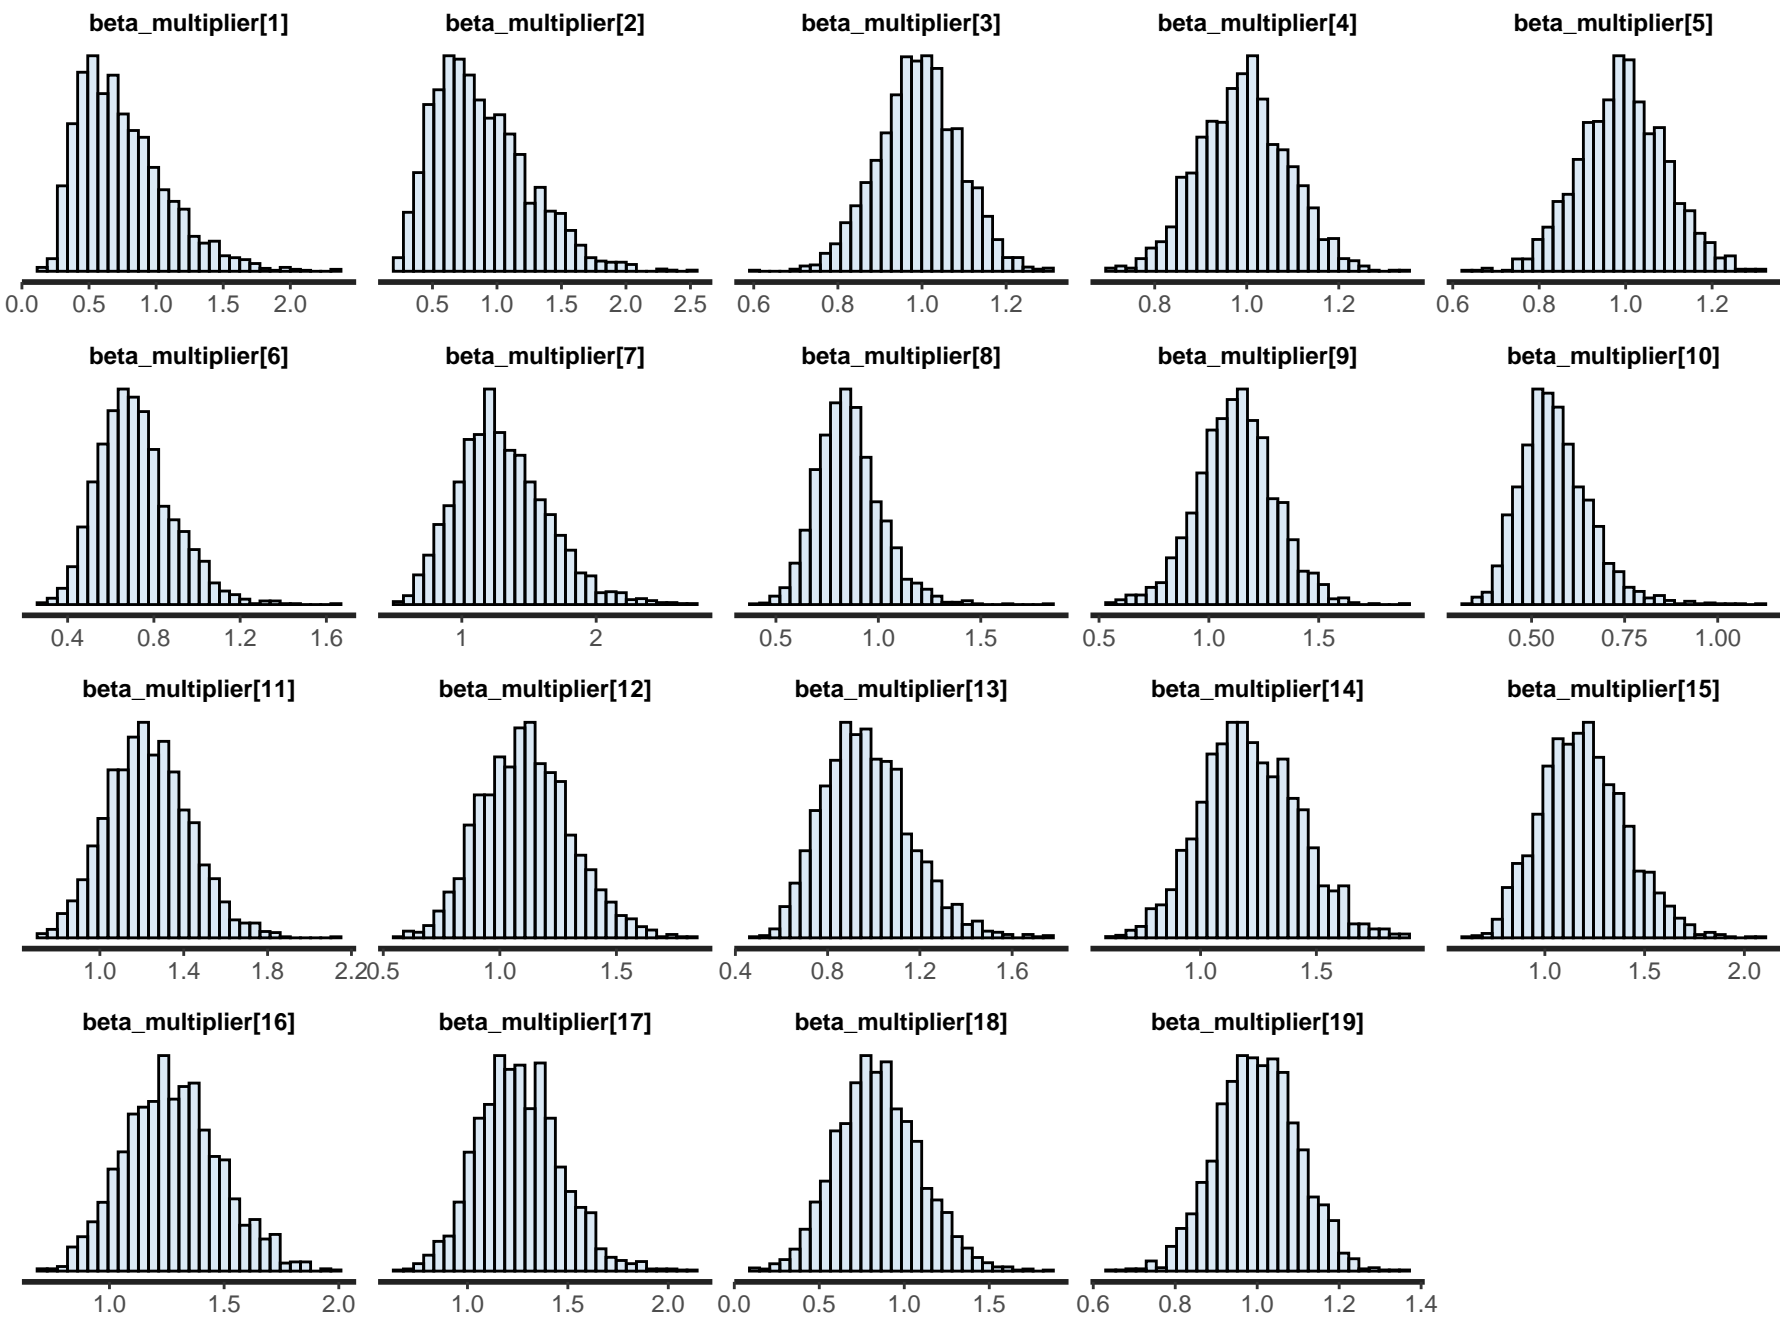 beta_multiplier[1] beta_multiplier[2] beta_multiplier[3] beta_multiplier[4] beta_multiplier[5]
0.0 0.5 1.0 1.5 2.0 0.5 1.0 1.5 2.0 2.5 0.6 0.8 1.0 1.2 0.8 1.0 1.2 0.6 0.8 1.0 1.2
beta_multiplier[6] beta_multiplier[7] beta_multiplier[8] beta_multiplier[9] beta_multiplier[10]
0.4 0.8 1.2 1.6 1 2 0.5 1.0 1.5 0.5 1.0 1.5 0.50 0.75 1.00
beta_multiplier[11] beta_multiplier[12] beta_multiplier[13] beta_multiplier[14] beta_multiplier[15]
1.0 1.4 1.8 2.2 0.5 1.0 1.5 0.4 0.8 1.2 1.6 1.0 1.5 1.0 1.5 2.0
beta_multiplier[16] beta_multiplier[17] beta_multiplier[18] beta_multiplier[19]
1.0 1.5 2.0 1.0 1.5 2.0 0.0 0.5 1.0 1.5 0.6 0.8 1.0 1.2 1.4